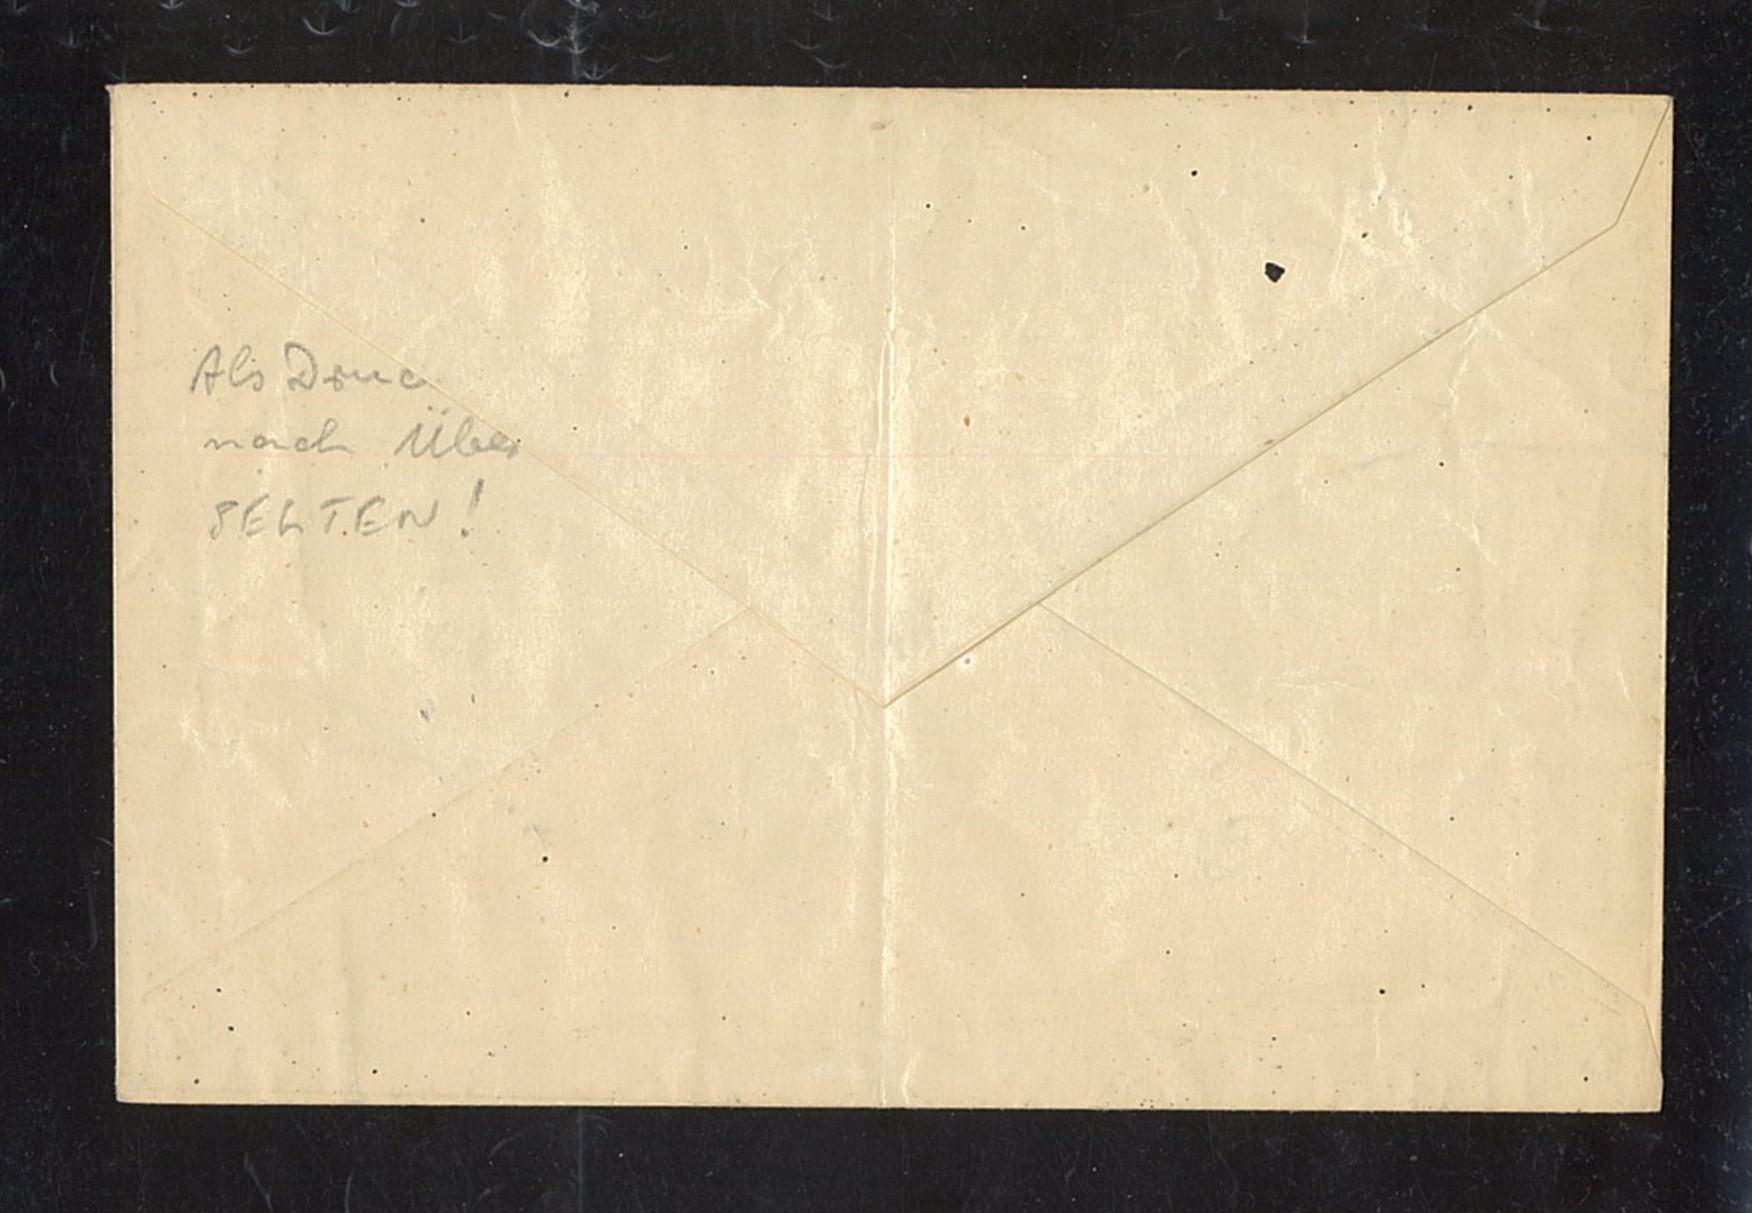 Als Druc
nach Über
SELTEN!